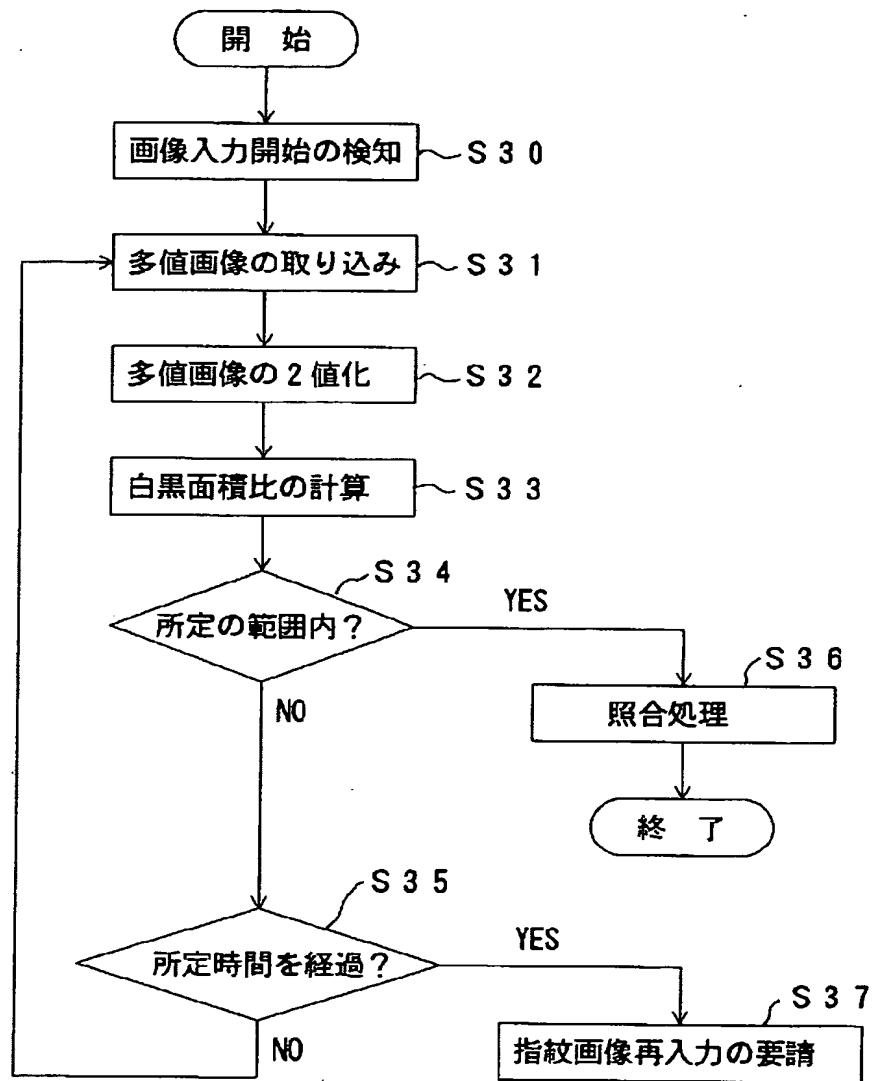 開 始
画像入力開始の検知
S30
多値画像の取り込み
S31
多値画像の2値化
S32
白黒面積比の計算
S33
S34
所定の範囲内?
YES
NO
S36
照合処理
終 了
S35
所定時間を経過?
YES
NO
S37
指紋画像再入力の要請